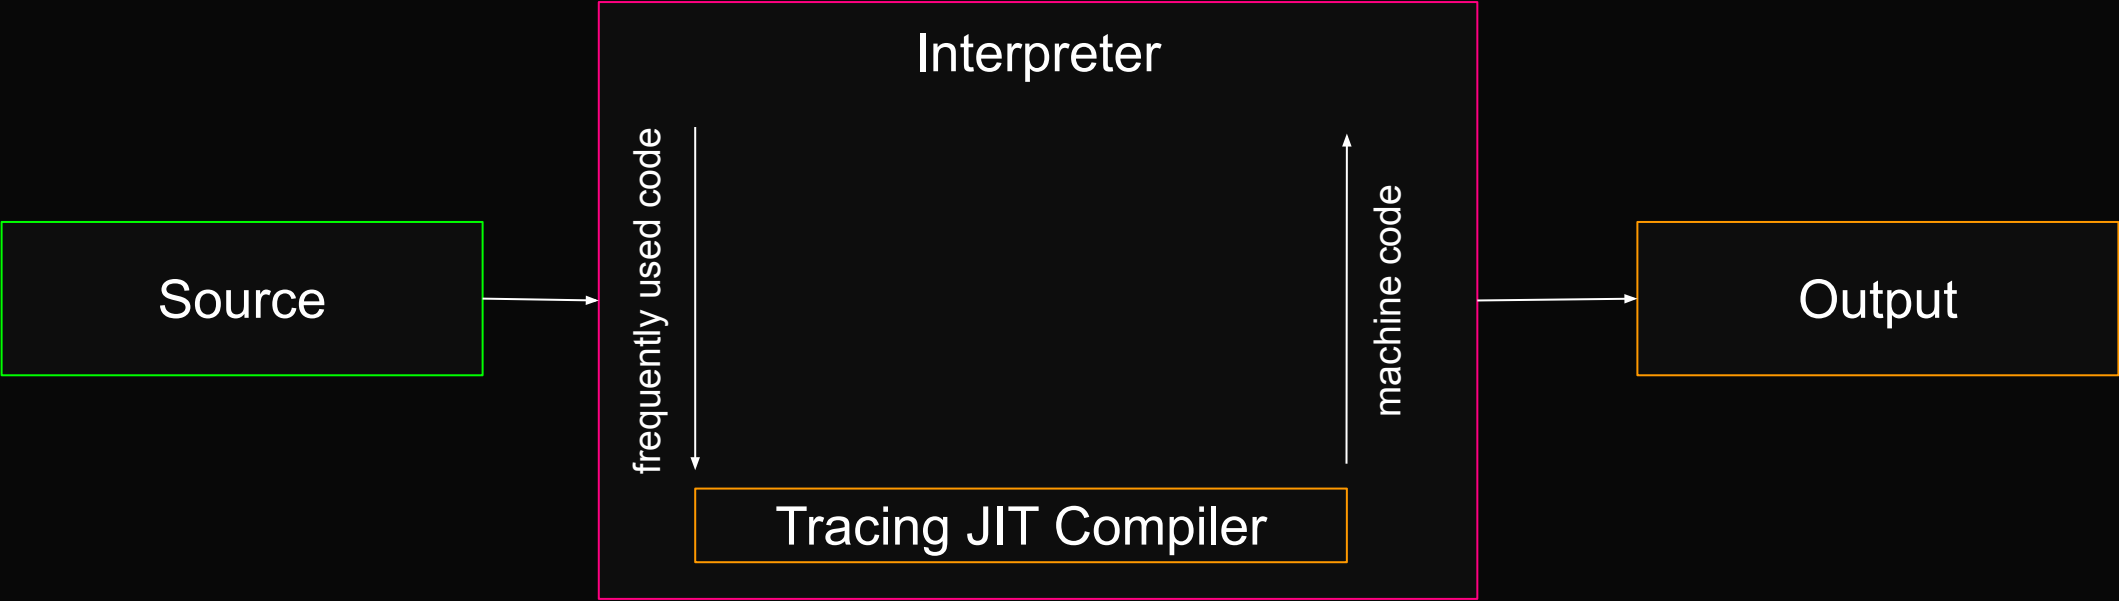 Interpreter
frequently used code
machine code
Source
Output
Tracing JIT Compiler